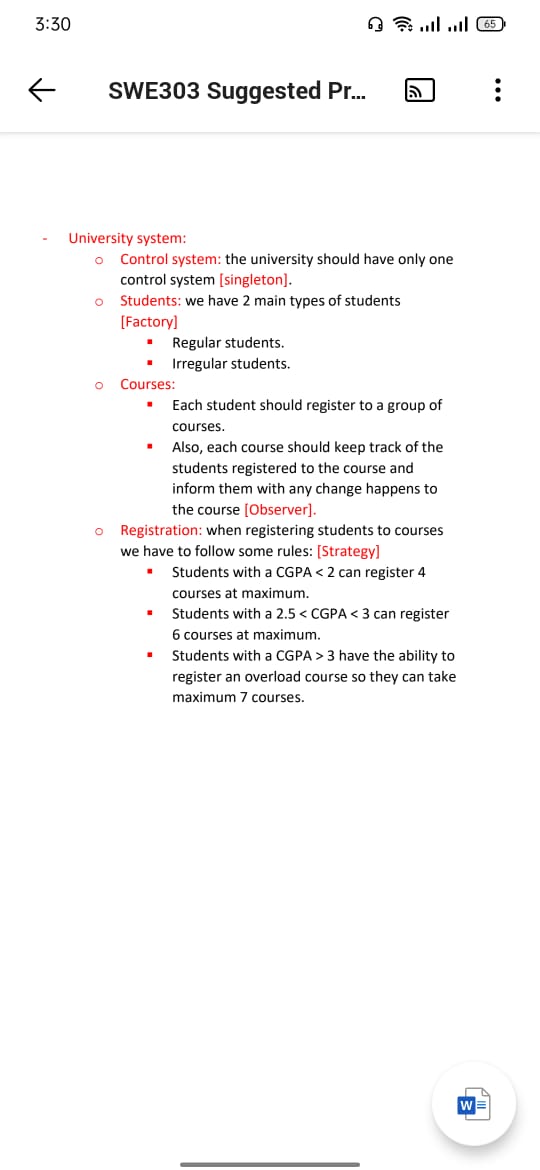 3:30
65
SWE303 Suggested Pr...
- University system:
o Control system: the university should have only one
control system [singleton].
o Students: we have 2 main types of students
[Factory]
▪ Regular students.
▪ Irregular students.
o Courses:
▪ Each student should register to a group of
courses.
▪ Also, each course should keep track of the
students registered to the course and
inform them with any change happens to
the course [Observer].
o Registration: when registering students to courses
we have to follow some rules: [Strategy]
▪ Students with a CGPA < 2 can register 4
courses at maximum.
▪ Students with a 2.5 < CGPA < 3 can register
6 courses at maximum.
▪ Students with a CGPA > 3 have the ability to
register an overload course so they can take
maximum 7 courses.
W